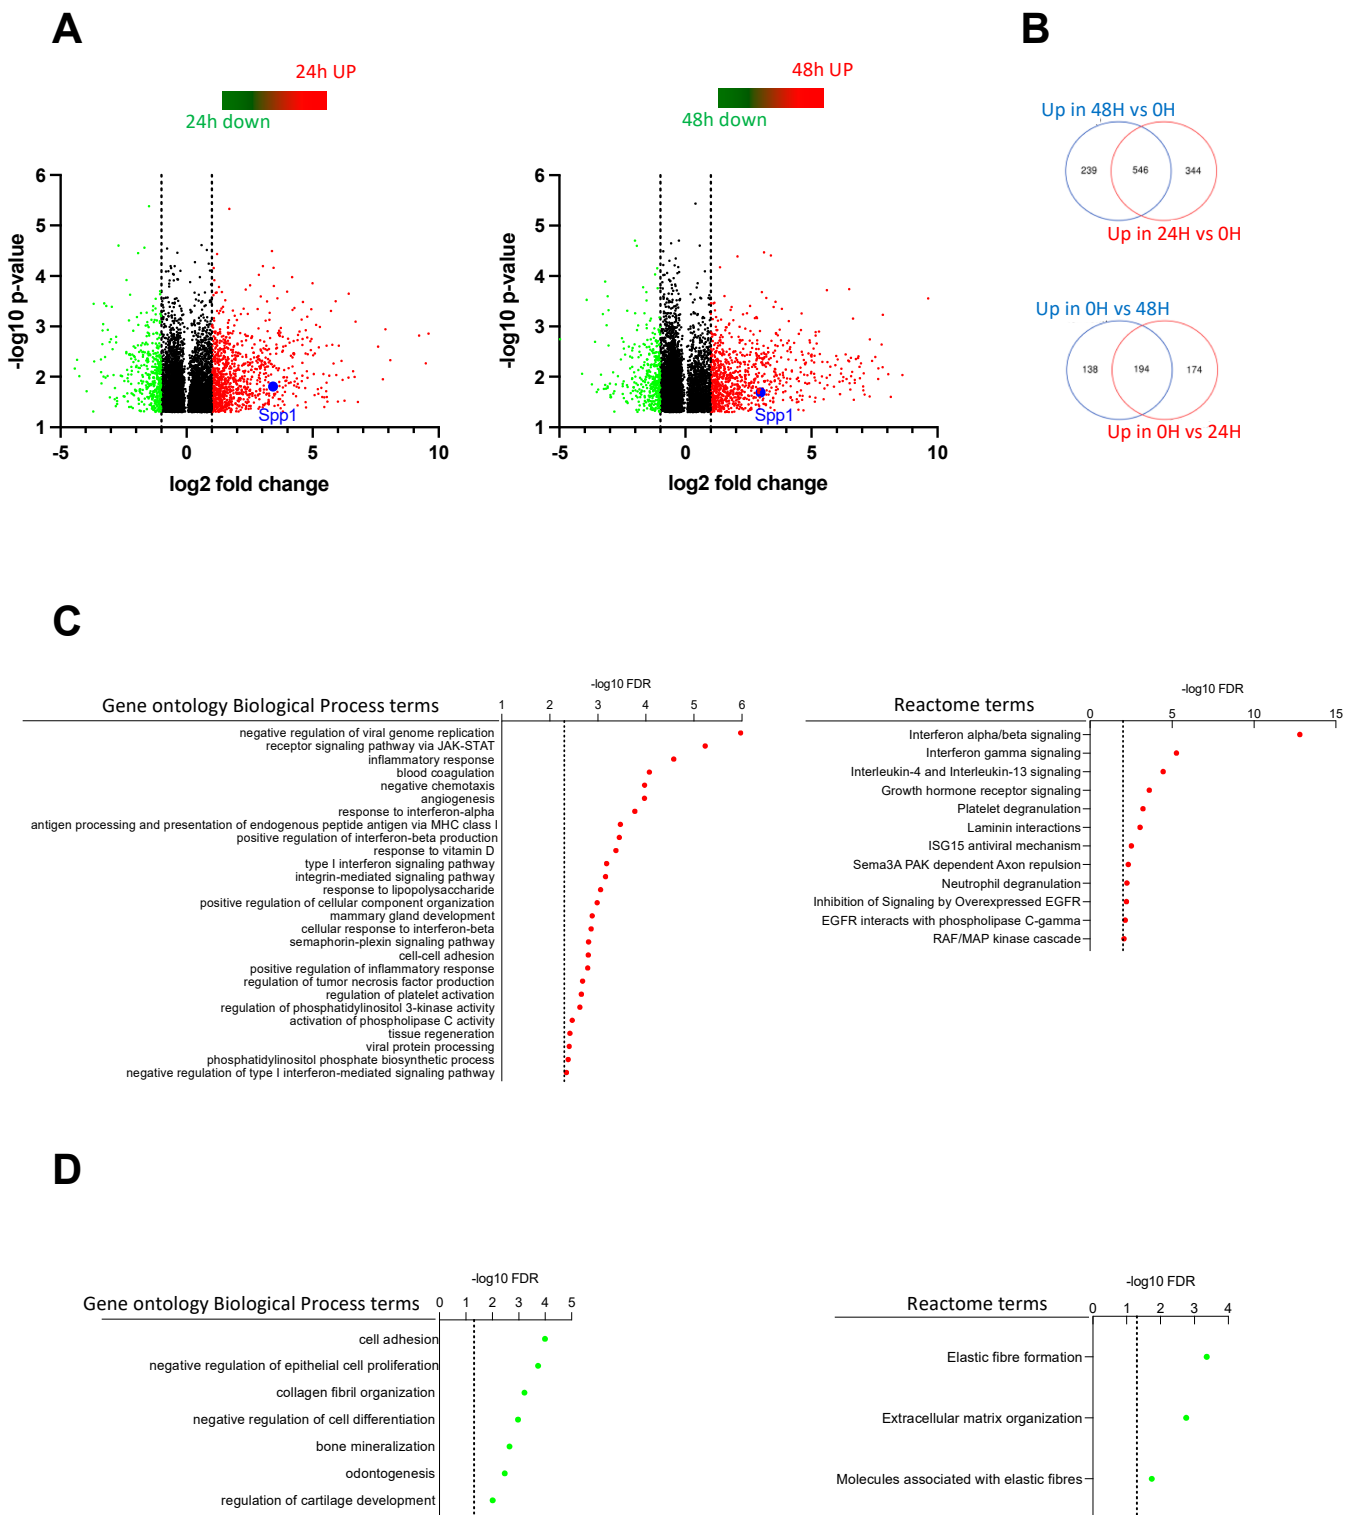 A
B
24h UP
24h down
48h UP
48h down
Up in 48H vs 0H
239
546
344
Up in 24H vs 0H
Up in 0H vs 48H
138
194
174
Up in 0H vs 24H
-log10 p-value
6
5
4
3
2
1
Spp1
-5
0
5
10
log2 fold change
-log10 p-value
6
5
4
3
2
1
Spp1
-5
0
5
10
log2 fold change
C
-log10 FDR
Gene ontology Biological Process terms
1 2 3 4 5 6
negative regulation of viral genome replication
receptor signaling pathway via JAK-STAT
inflammatory response
blood coagulation
negative chemotaxis
angiogenesis
response to interferon-alpha
antigen processing and presentation of endogenous peptide antigen via MHC class I
positive regulation of interferon-beta production
response to vitamin D
type I interferon signaling pathway
integrin-mediated signaling pathway
response to lipopolysaccharide
positive regulation of cellular component organization
mammary gland development
cellular response to interferon-beta
semaphorin-plexin signaling pathway
cell-cell adhesion
positive regulation of inflammatory response
regulation of tumor necrosis factor production
regulation of platelet activation
regulation of phosphatidylinositol 3-kinase activity
activation of phospholipase C activity
tissue regeneration
viral protein processing
phosphatidylinositol phosphate biosynthetic process
negative regulation of type I interferon-mediated signaling pathway
-log10 FDR
Reactome terms
0 5 10 15
Interferon alpha/beta signaling
Interferon gamma signaling
Interleukin-4 and Interleukin-13 signaling
Growth hormone receptor signaling
Platelet degranulation
Laminin interactions
ISG15 antiviral mechanism
Sema3A PAK dependent Axon repulsion
Neutrophil degranulation
Inhibition of Signaling by Overexpressed EGFR
EGFR interacts with phospholipase C-gamma
RAF/MAP kinase cascade
D
-log10 FDR
Gene ontology Biological Process terms
0 1 2 3 4 5
cell adhesion
negative regulation of epithelial cell proliferation
collagen fibril organization
negative regulation of cell differentiation
bone mineralization
odontogenesis
regulation of cartilage development
-log10 FDR
Reactome terms
0 1 2 3 4
Elastic fibre formation
Extracellular matrix organization
Molecules associated with elastic fibres